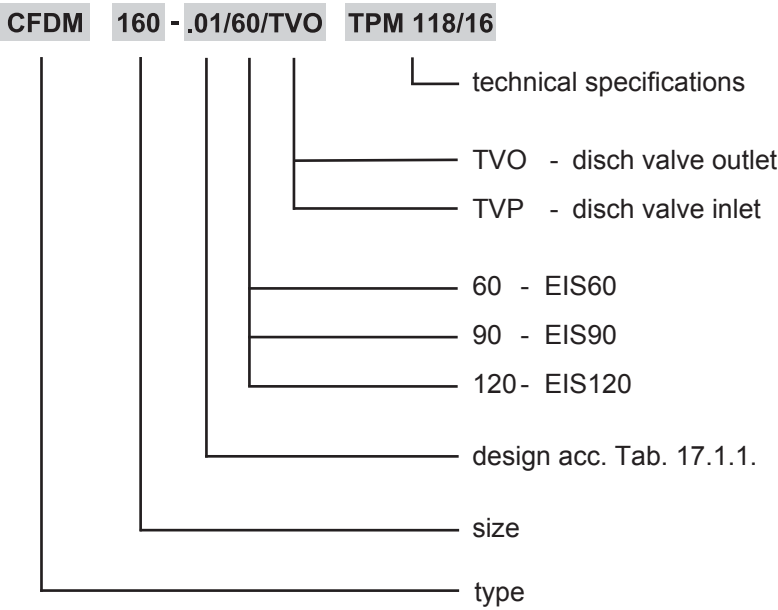 CFDM 160 - .01/60/TVO TPM 118/16
technical specifications
TVO - disch valve outlet
TVP - disch valve inlet
60 - EIS60
90 - EIS90
120 - EIS120
design acc. Tab. 17.1.1.
size
type